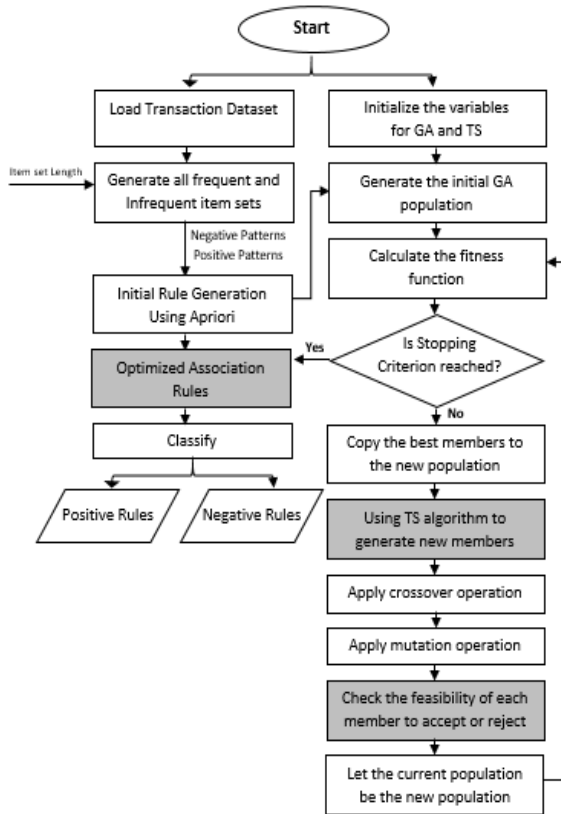 Start
Load Transaction Dataset
Item set Length
Generate all frequent and
Infrequent item sets
Negative Patterns
Positive Patterns
Initial Rule Generation
Using Apriori
Optimized Association
Rules
Classify
Positive Rules
Negative Rules
Initialize the variables
for GA and TS
Generate the initial GA
population
Calculate the fitness
function
Is Stopping
Criterion reached?
Yes
No
Copy the best members to
the new population
Using TS algorithm to
generate new members
Apply crossover operation
Apply mutation operation
Check the feasibility of each
member to accept or reject
Let the current population
be the new population